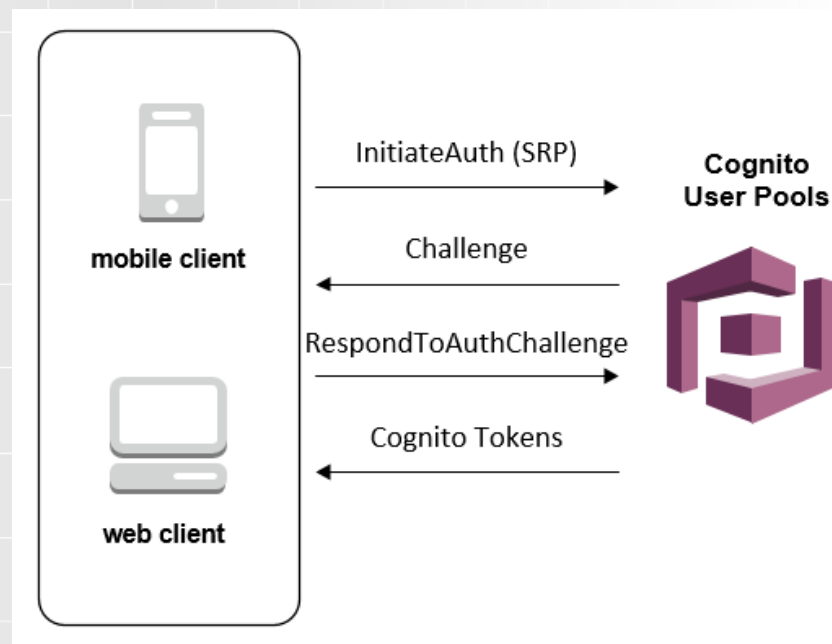 InitiateAuth (SRP)
Cognito
User Pools
mobile client
Challenge
RespondToAuthChallenge
Cognito Tokens
web client